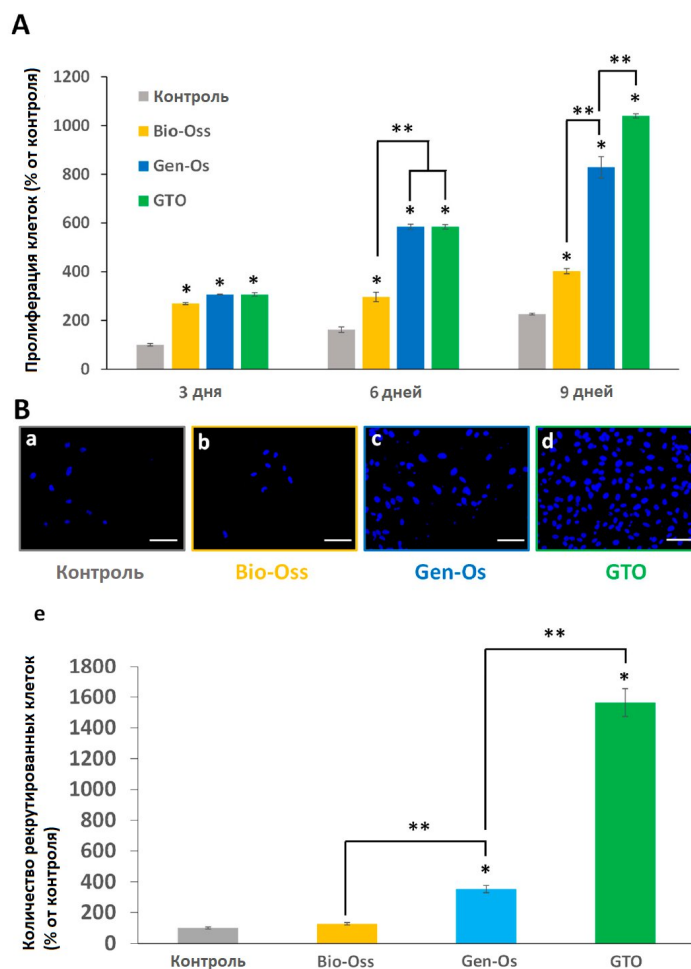 A
Пролиферация клеток (% от контроля)
1200
1000
800
600
400
200
0
Контроль
Bio-Oss
Gen-Os
GTO
* * *
* * * **
* * * ** **
3 дня 6 дней 9 дней
B
a b c d
Контроль Bio-Oss Gen-Os GTO
e
Количество рекрутированных клеток
(% от контроля)
1800
1600
1400
1200
1000
800
600
400
200
0
**
*
**
*
Контроль Bio-Oss Gen-Os GTO